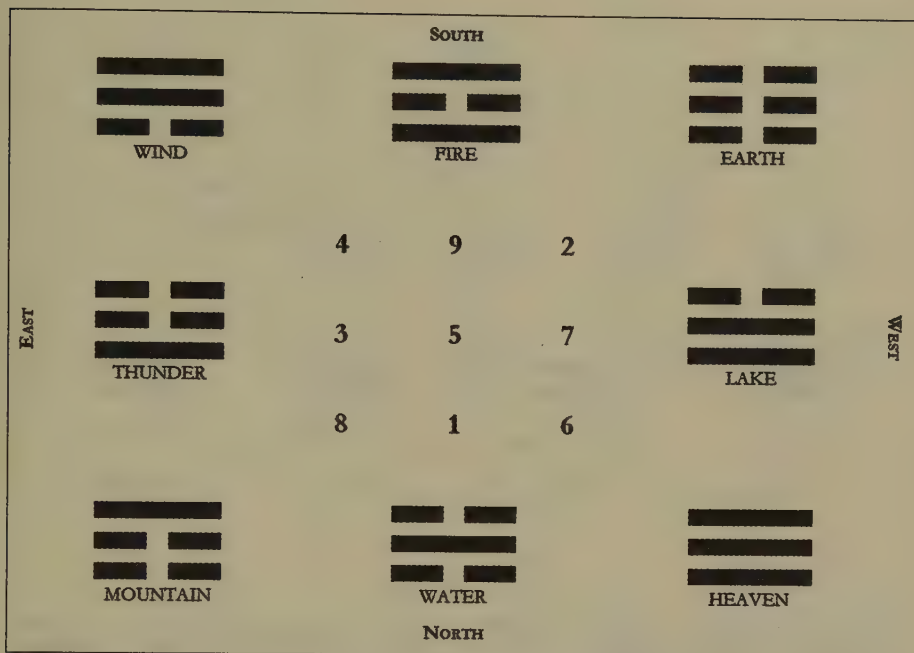 SOUTH
WIND FIRE EARTH
4 9 2
EAST
3 5 7
WEST
THUNDER LAKE
8 1 6
MOUNTAIN WATER HEAVEN
NORTH